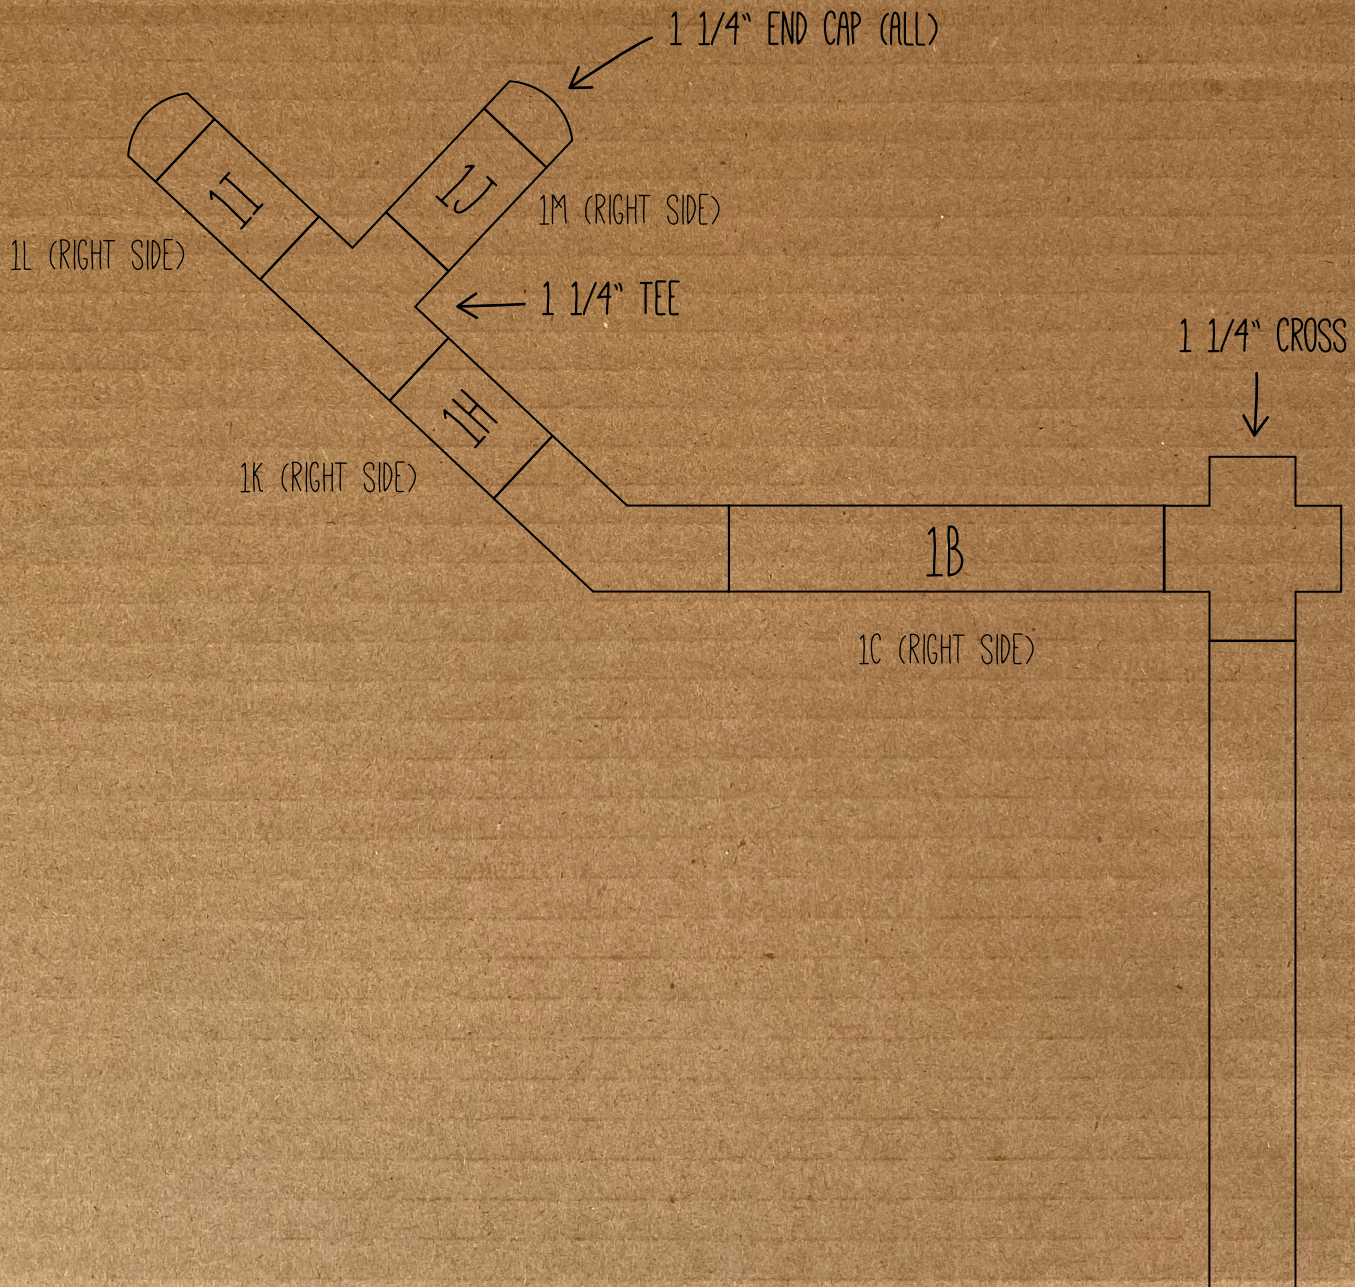 1 1/4" END CAP (ALL)
1I
1J
1M (RIGHT SIDE)
1L (RIGHT SIDE)
1 1/4" TEE
1 1/4" CROSS
1H
1K (RIGHT SIDE)
1B
1C (RIGHT SIDE)